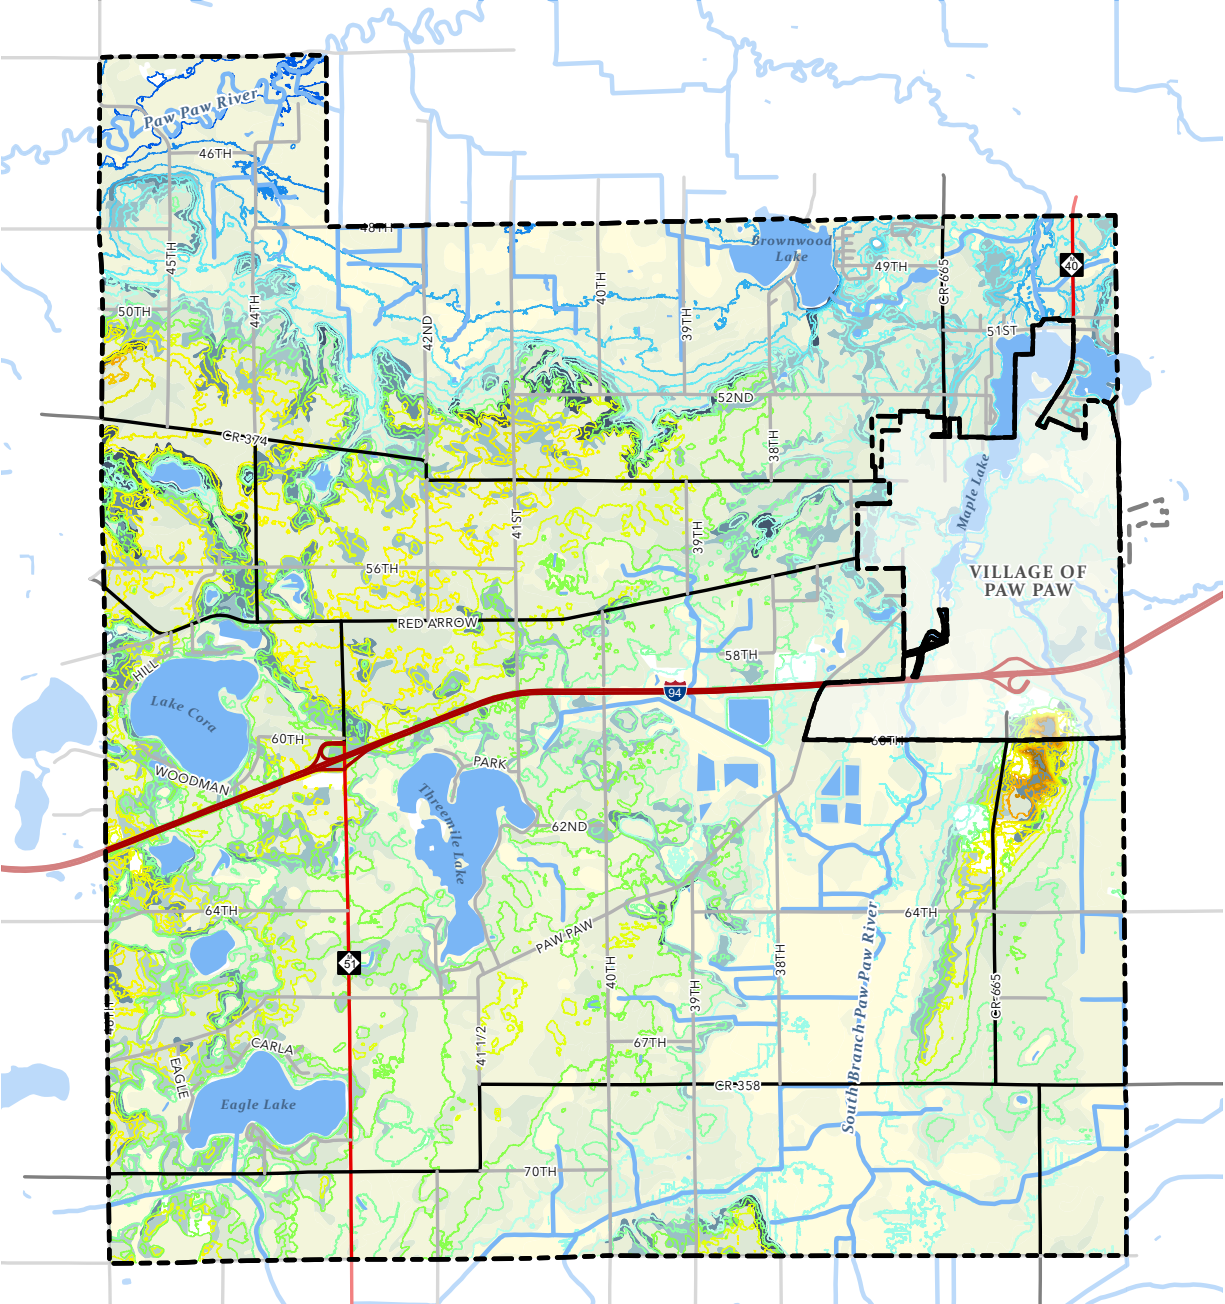 Paw Paw River
46TH
48TH
Brownwood
Lake
45TH
49TH
CR 665
M
40
50TH
44TH
42ND
40TH
39TH
51ST
52ND
CR 374
38TH
Maple Lake
41ST
39TH
56TH
VILLAGE OF
PAW PAW
RED ARROW
58TH
HILL
94
Lake Cora
60TH
60TH
WOODMAN
PARK
Threemile Lake
62ND
64TH
64TH
PAW PAW
M
51
40TH
39TH
38TH
South Branch Paw Paw River
CR 665
41 1/2
67TH
CARLA
EAGLE
CR 358
Eagle Lake
70TH